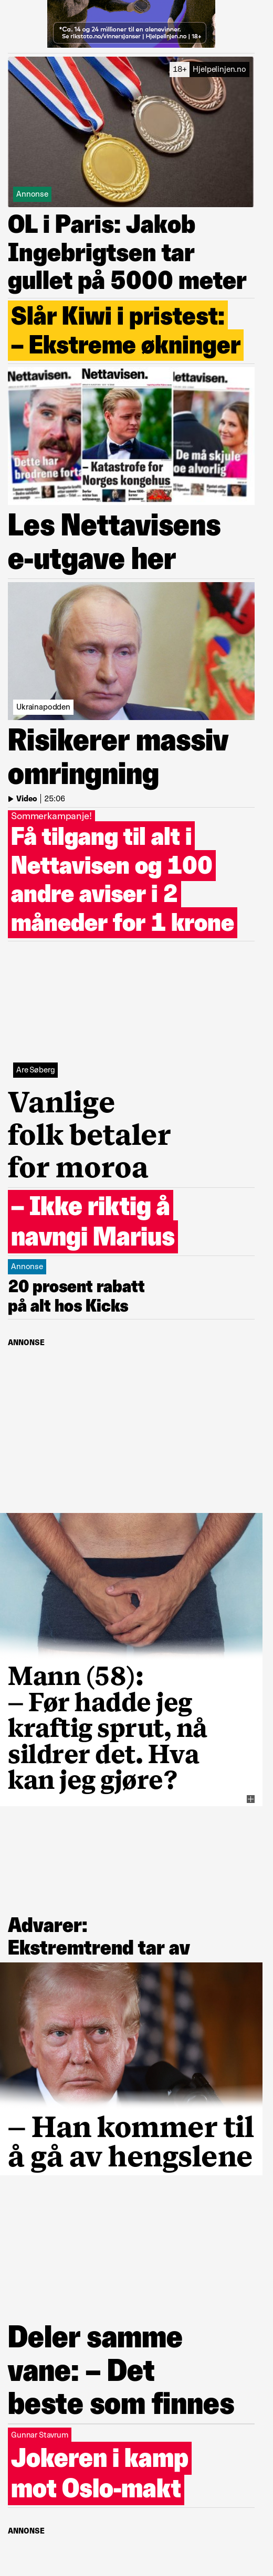 *Ca. 14 og 24 millioner til en alenevinner.
Se rikstoto.no/vinnersjanser | Hjelpelinjen.no | 18+
18+ Hjelpelinjen.no
Annonse
OL i Paris: Jakob
Ingebrigtsen tar
gullet på 5000 meter
Slår Kiwi i pristest:
– Ekstreme økninger
Nettavisen. Nettavisen. Nettavisen.
Dette har
brødrene fort
– Katastrofe for
Norges kongehus
De må skjule
oe alvorlig
Les Nettavisens
e-utgave her
Ukrainapodden
Risikerer massiv
omringning
Video | 25:06
Sommerkampanje!
Få tilgang til alt i
Nettavisen og 100
andre aviser i 2
måneder for 1 krone
Are Søberg
Vanlige
folk betaler
for moroa
– Ikke riktig å
navngi Marius
Annonse
20 prosent rabatt
på alt hos Kicks
ANNONSE
Mann (58):
– Før hadde jeg
kraftig sprut, nå
sildrer det. Hva
kan jeg gjøre?
Advarer:
Ekstremtrend tar av
– Han kommer til
å gå av hengslene
Deler samme
vane: – Det
beste som finnes
Gunnar Stavrum
Jokeren i kamp
mot Oslo-makt
ANNONSE